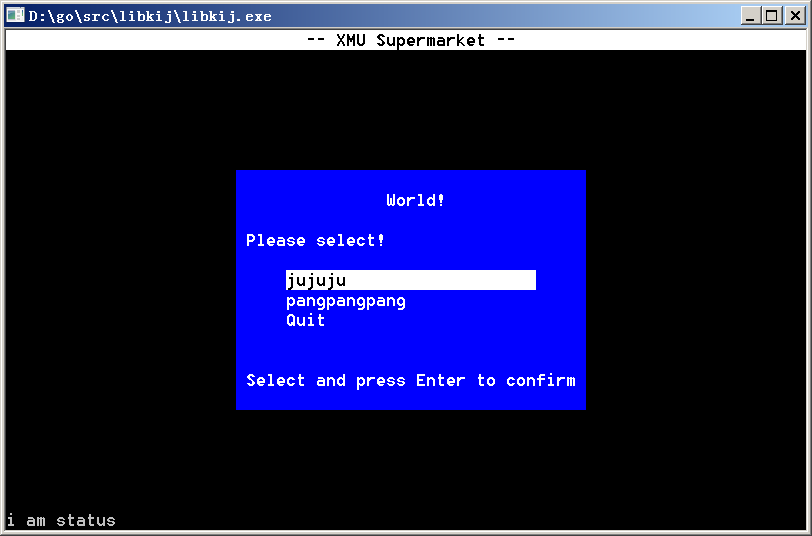 D:\go\src\libkij\libkij.exe
-- XMU Supermarket --
World!
Please select!
jujuju
pangpangpang
Quit
Select and press Enter to confirm
i am status